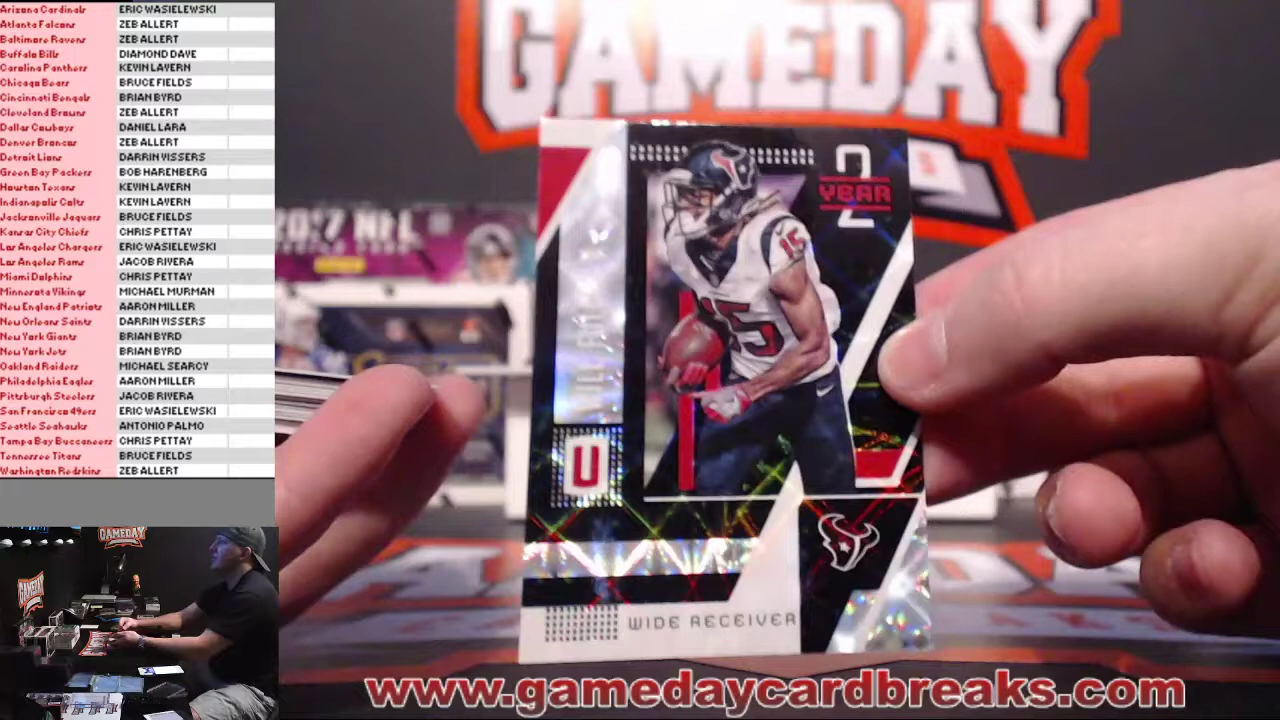 Arizona Cardinals ERIC WASIELEWSKI
Atlanta Falcons ZEB ALLERT
Baltimore Ravens ZEB ALLERT
Buffalo Bills DIAMOND DAVE
Carolina Panthers KEVIN LAVERN
Chicago Bears BRUCE FIELDS
Cincinnati Bengals BRIAN BYRD
Cleveland Browns ZEB ALLERT
Dallas Cowboys DANIEL LARA
Denver Broncos ZEB ALLERT
Detroit Lions DARRIN VISSERS
Green Bay Packers BOB HARENBERG
Houston Texans KEVIN LAVERN
Indianapolis Colts KEVIN LAVERN
Jacksonville Jaguars BRUCE FIELDS
Kansas City Chiefs CHRIS PETTAY
Los Angeles Chargers ERIC WASIELEWSKI
Los Angeles Rams JACOB RIVERA
Miami Dolphins CHRIS PETTAY
Minnesota Vikings MICHAEL MURMAN
New England Patriots AARON MILLER
New Orleans Saints DARRIN VISSERS
New York Giants BRIAN BYRD
New York Jets BRIAN BYRD
Oakland Raiders MICHAEL SEARCY
Philadelphia Eagles AARON MILLER
Pittsburgh Steelers JACOB RIVERA
San Francisco 49ers ERIC WASIELEWSKI
Seattle Seahawks ANTONIO PALMO
Tampa Bay Buccaneers CHRIS PETTAY
Tennessee Titans BRUCE FIELDS
Washington Redskins ZEB ALLERT
GAMEDAY
2017 NFL
2
YEAR
15
15
U
WIDE RECEIVER
GAMEDAY
GAMEDAY
www.gamedaycardbreaks.com